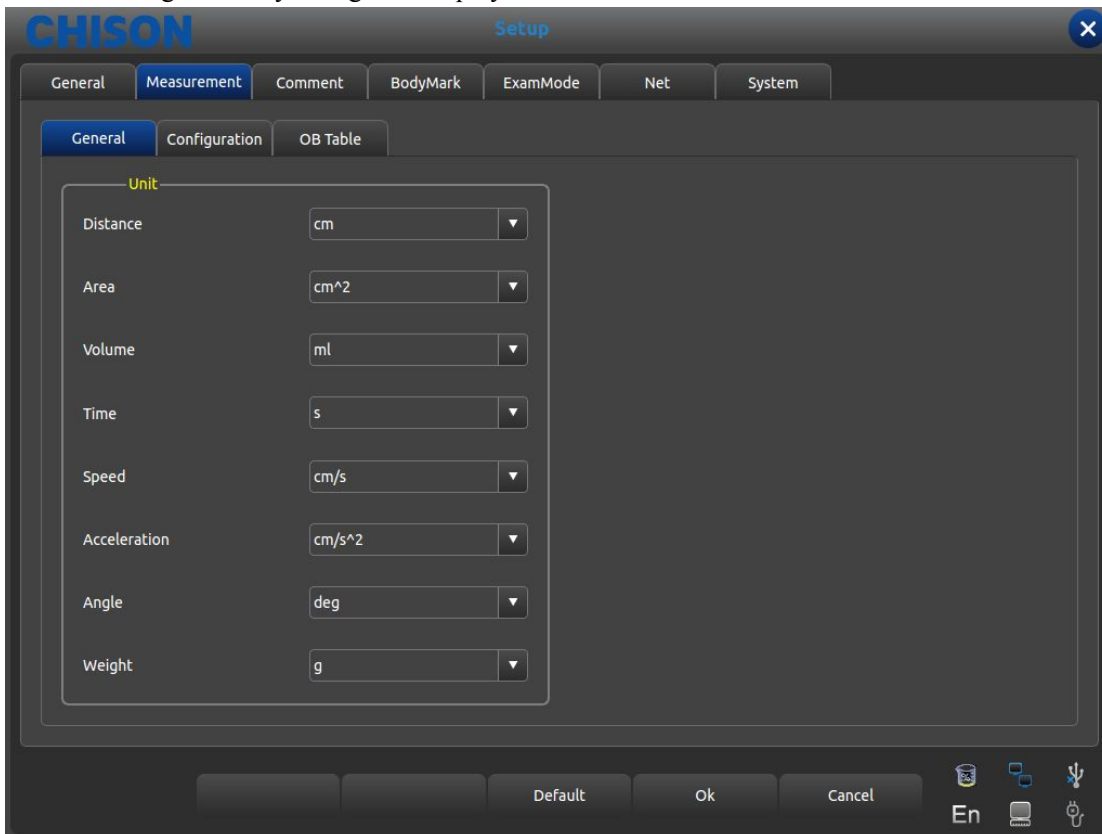 CHISON Setup
General Measurement Comment BodyMark ExamMode Net System
General Configuration OB Table
Unit
Distance cm
Area cm^2
Volume ml
Time s
Speed cm/s
Acceleration cm/s^2
Angle deg
Weight g
Default Ok Cancel
En